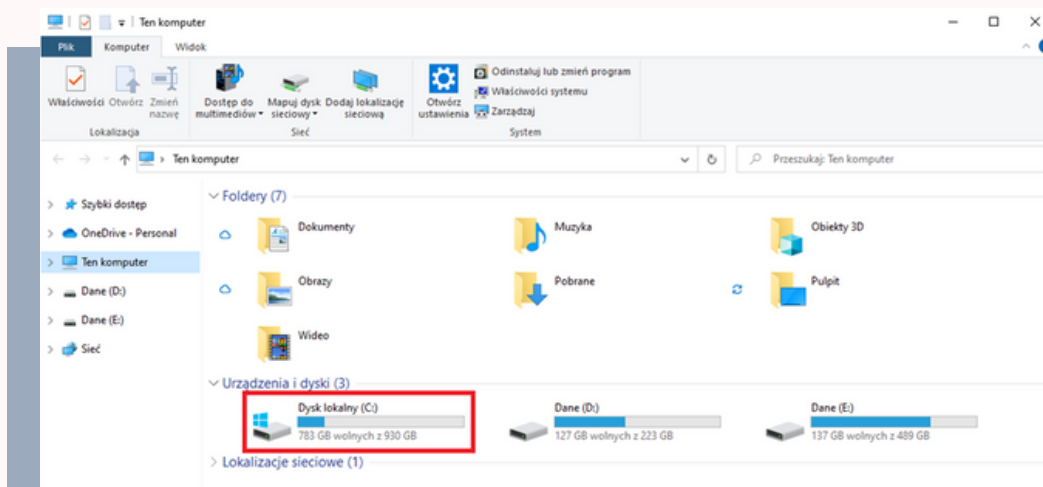 Ten komputer
Plik Komputer Widok
Właściwości Otwórz Zmień nazwę
Dostęp do multimediów Mapuj dysk sieciowy Dodaj lokalizację sieciową
Otwórz ustawienia
Odinstaluj lub zmień program
Właściwości systemu
Zarządzaj
Lokalizacja Sieć System
Ten komputer
Przeszukaj: Ten komputer
Szybki dostęp
OneDrive - Personal
Ten komputer
Dane (D:)
Dane (E:)
Sieć
Foldery (7)
Dokumenty Muzyka Obiekty 3D
Obrazy Pobrane Pulpit
Wideo
Urządzenia i dyski (3)
Dysk lokalny (C:) Dane (D:) Dane (E:)
783 GB wolnych z 930 GB 127 GB wolnych z 223 GB 137 GB wolnych z 489 GB
Lokalizacje sieciowe (1)